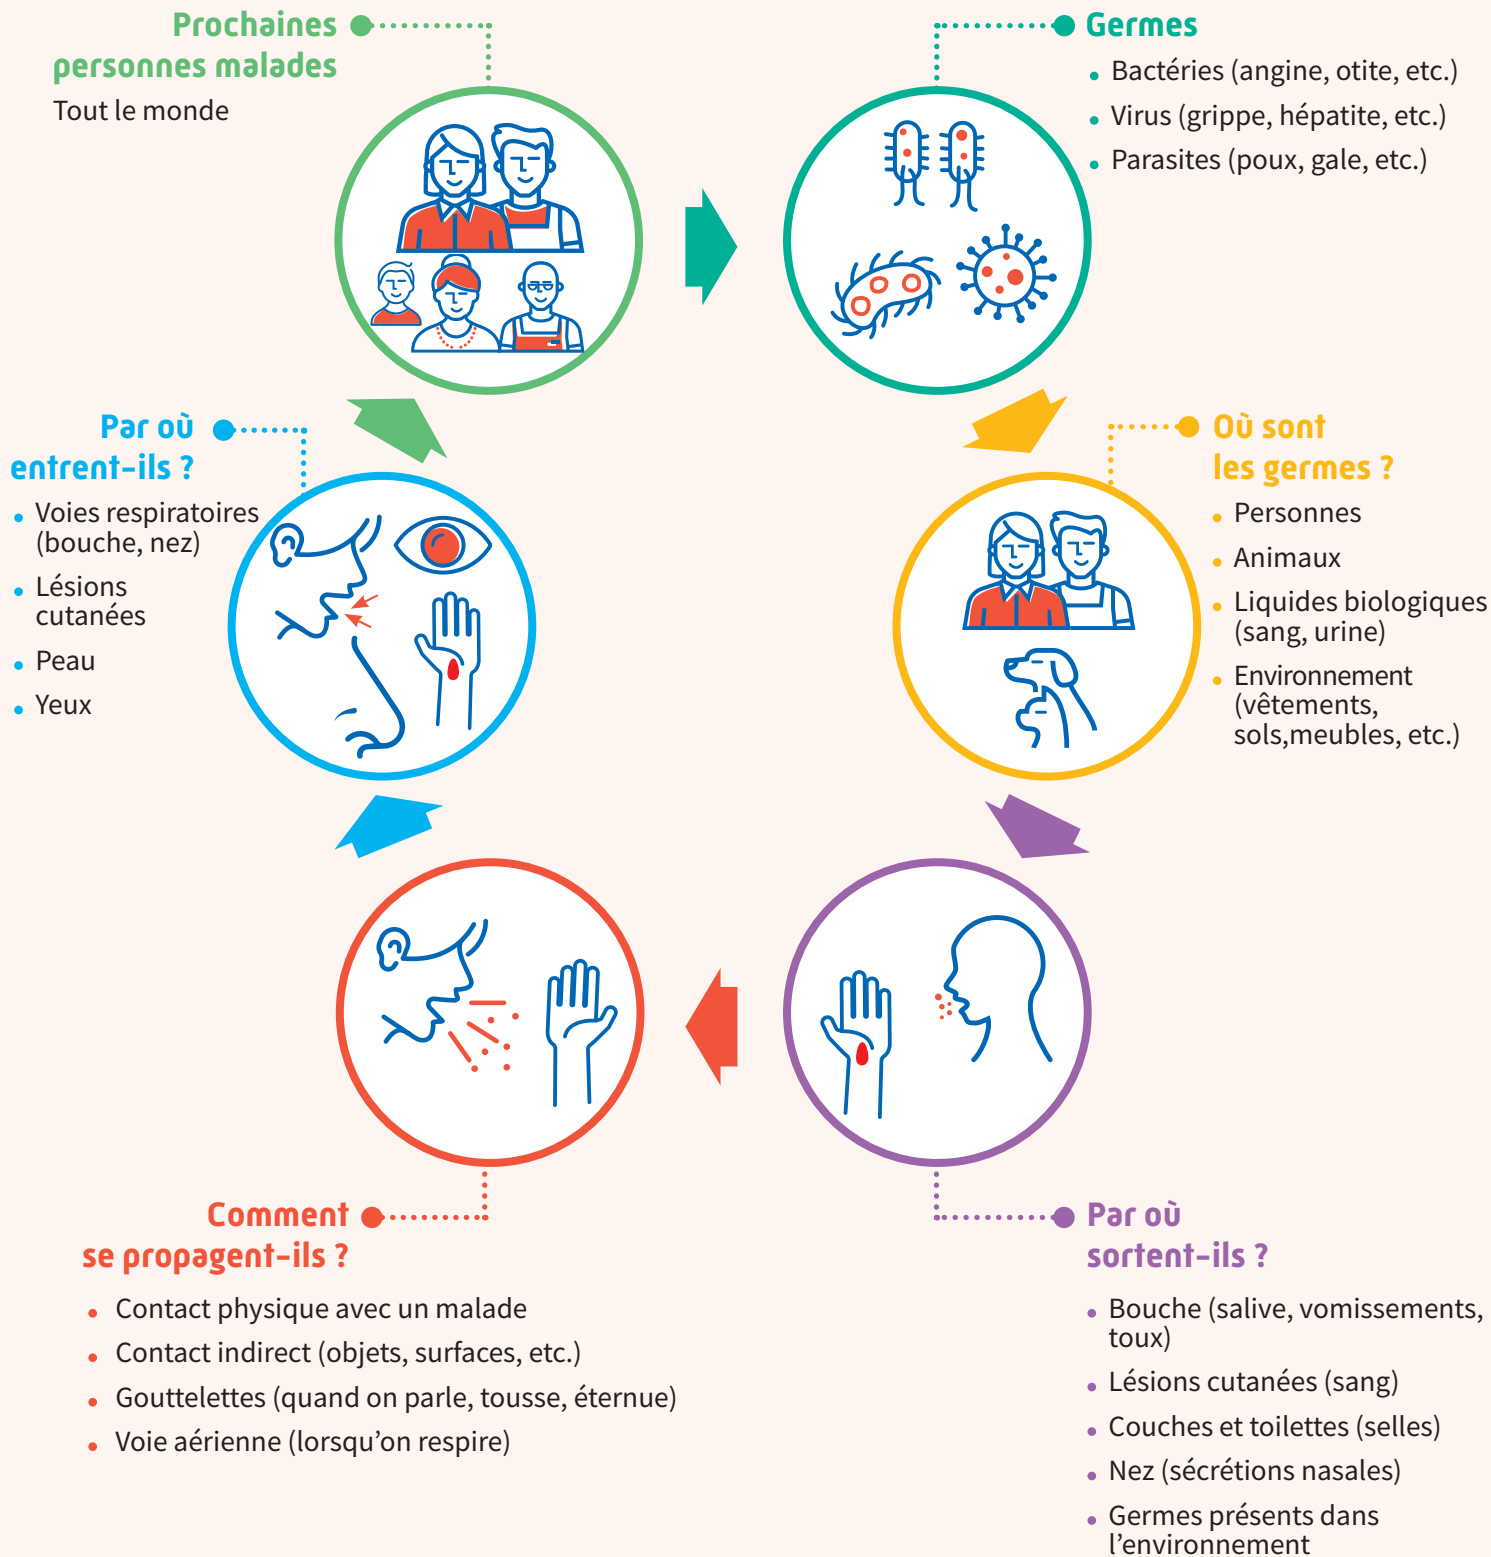 Prochaines
personnes malades
Tout le monde
Germes
• Bactéries (angine, otite, etc.)
• Virus (grippe, hépatite, etc.)
• Parasites (poux, gale, etc.)
Où sont
les germes ?
• Personnes
• Animaux
• Liquides biologiques
(sang, urine)
• Environnement
(vêtements,
sols,meubles, etc.)
Par où
sortent-ils ?
• Bouche (salive, vomissements,
toux)
• Lésions cutanées (sang)
• Couches et toilettes (selles)
• Nez (sécrétions nasales)
• Germes présents dans
l’environnement
Comment
se propagent-ils ?
• Contact physique avec un malade
• Contact indirect (objets, surfaces, etc.)
• Gouttelettes (quand on parle, tousse, éternue)
• Voie aérienne (lorsqu’on respire)
Par où
entrent-ils ?
• Voies respiratoires
(bouche, nez)
• Lésions
cutanées
• Peau
• Yeux